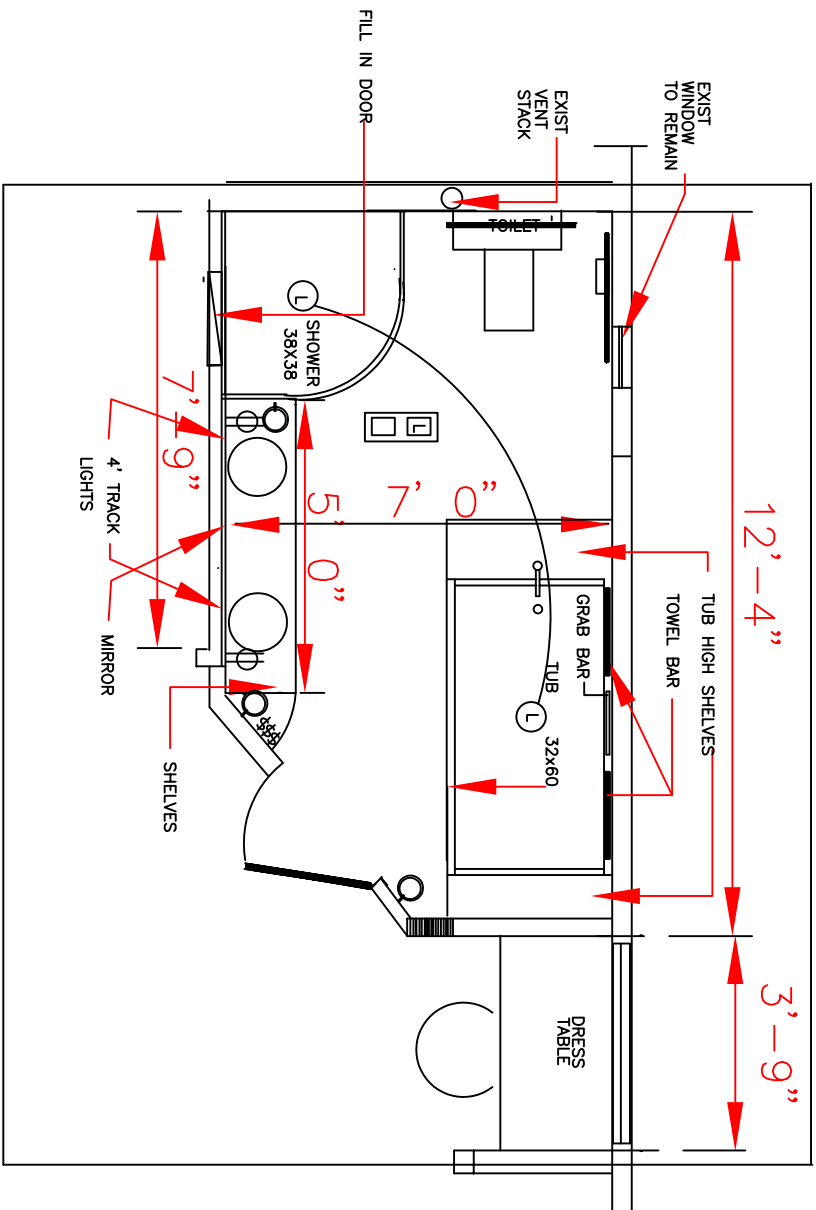 12'-4"
3'-9"
EXIST
WINDOW
TO REMAIN
EXIST
VENT
STACK
FILL IN DOOR
TOILET
L
SHOWER
38X38
L
7' 0"
5' 0"
7'-9"
4' TRACK
LIGHTS
MIRROR
SHELVES
$$$
TUB HIGH SHELVES
TOWEL BAR
GRAB BAR
TUB
L
32x60
DRESS
TABLE